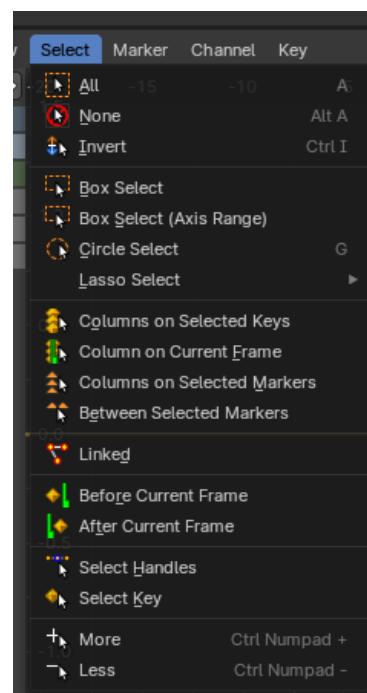 Select Marker Channel Key
All A
None Alt A
Invert Ctrl I
Box Select
Box Select (Axis Range)
Circle Select G
Lasso Select
Columns on Selected Keys
Column on Current Frame
Columns on Selected Markers
Between Selected Markers
Linked
Before Current Frame
After Current Frame
Select Handles
Select Key
More Ctrl Numpad +
Less Ctrl Numpad -